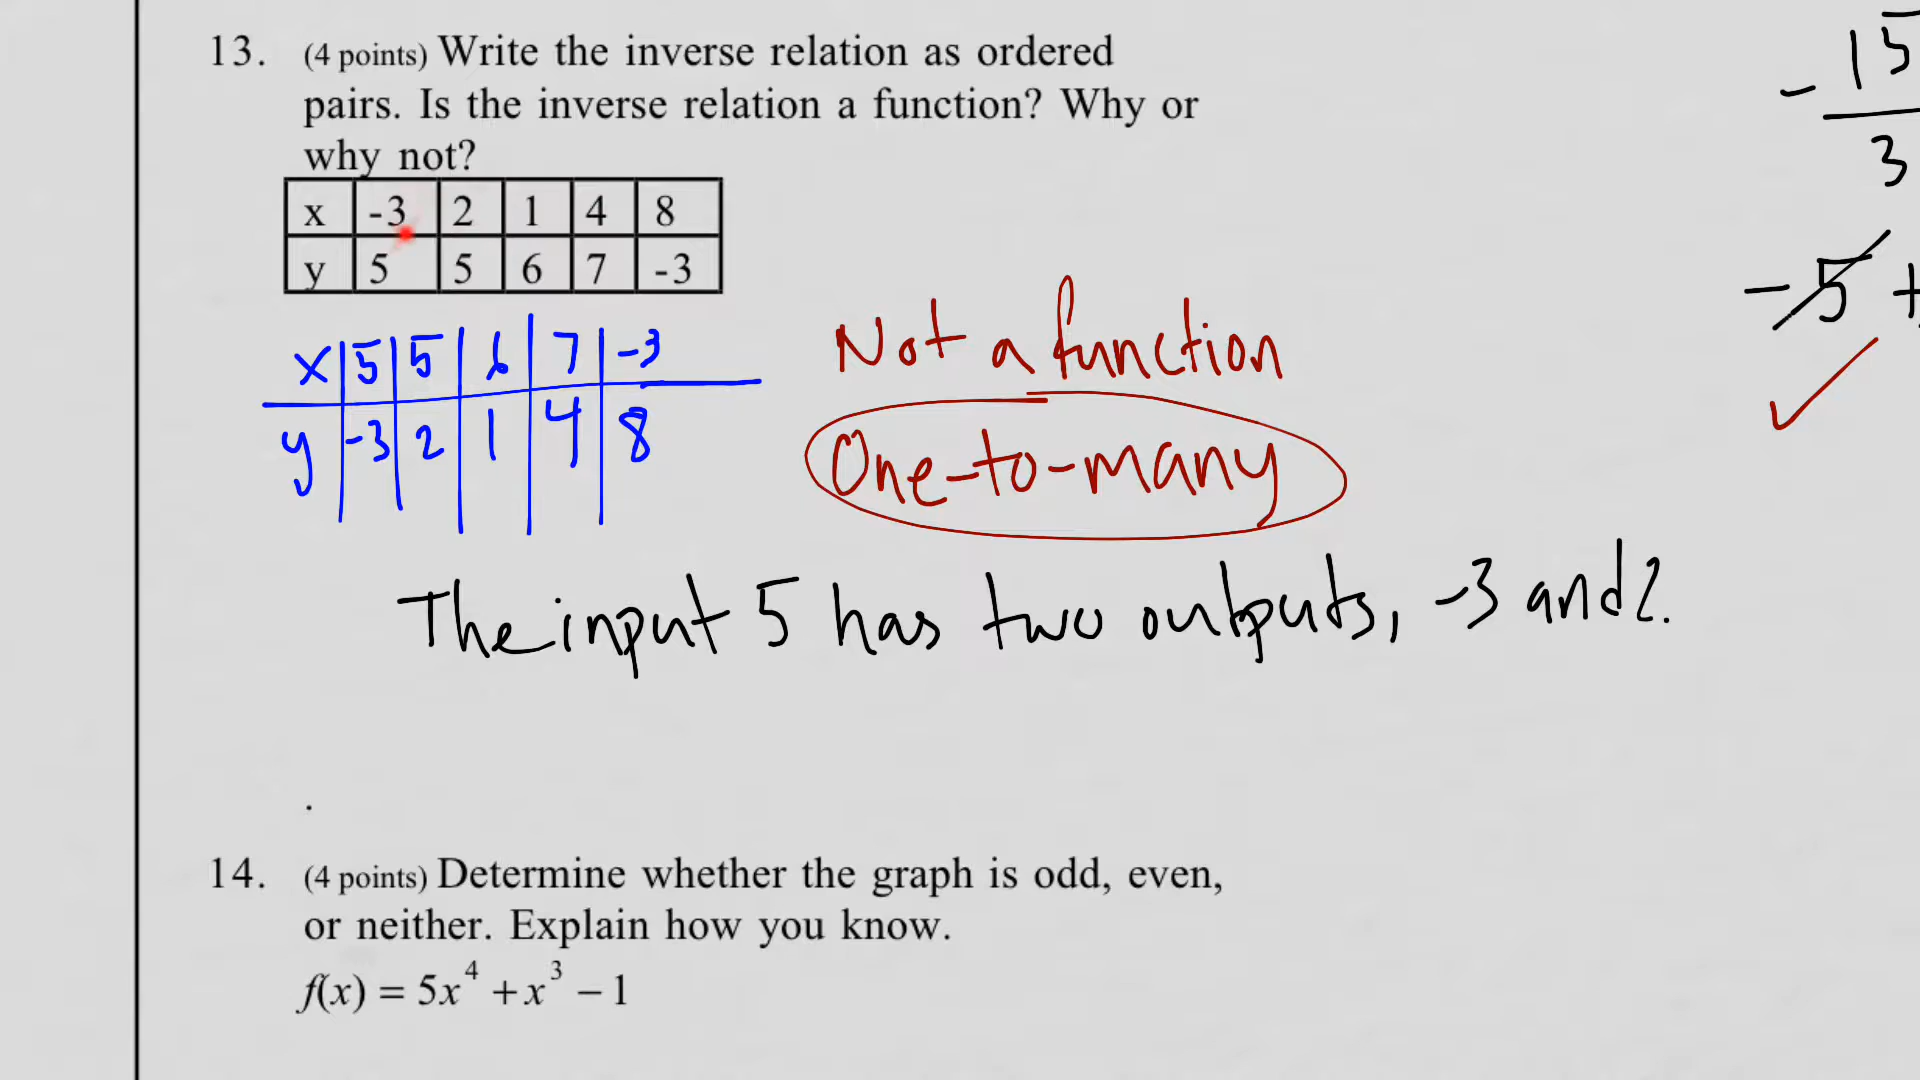 13. (4 points) Write the inverse relation as ordered
pairs. Is the inverse relation a function? Why or
why not?
x -3 2 1 4 8
y 5 5 6 7 -3
x 5 5 6 7 -3
y -3 2 1 4 8
Not a function
One-to-many
The input 5 has two outputs, -3 and 2.
.
14. (4 points) Determine whether the graph is odd, even,
or neither. Explain how you know.
f(x) = 5x⁴ + x³ − 1
- 15
3
-5 +
✓